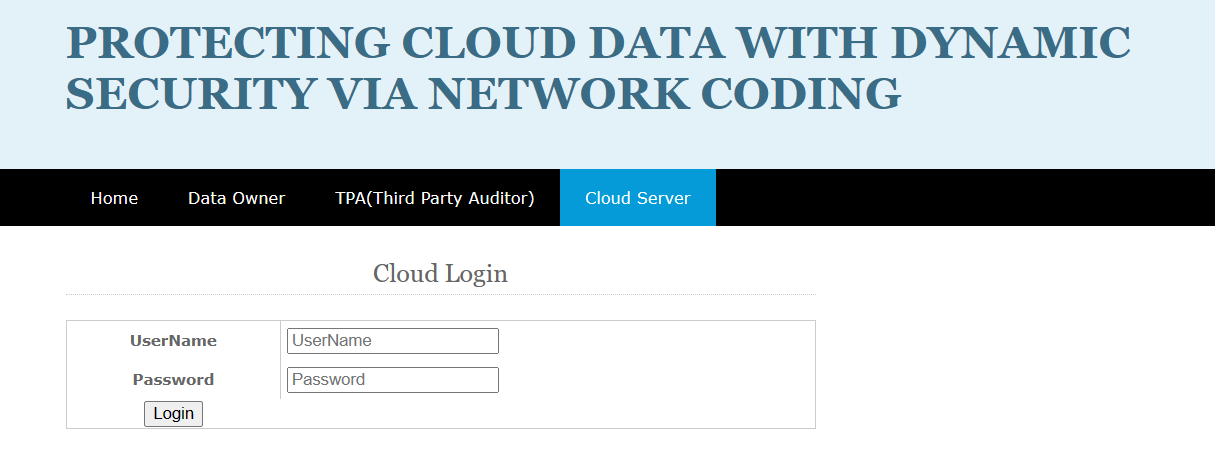 PROTECTING CLOUD DATA WITH DYNAMIC
SECURITY VIA NETWORK CODING
Home Data Owner TPA(Third Party Auditor) Cloud Server
Cloud Login
UserName UserName
Password Password
Login